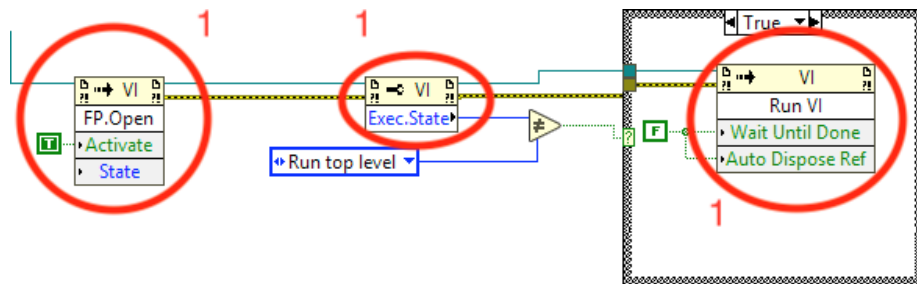 1
1
True
VI
FP.Open
T
Activate
State
VI
Exec.State
≠
Run top level
?
VI
Run VI
F
Wait Until Done
Auto Dispose Ref
1